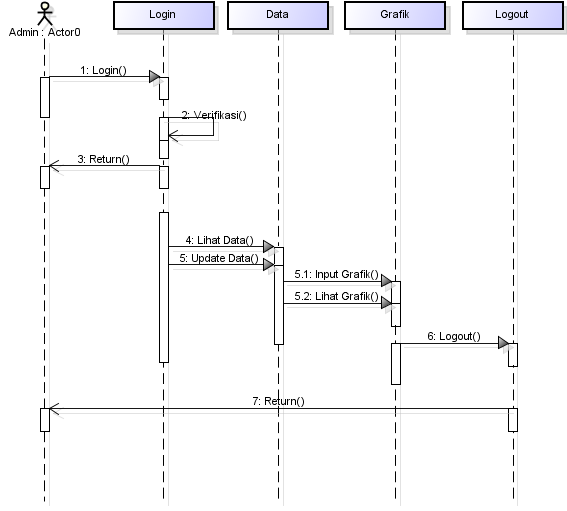 Login
Data
Grafik
Logout
Admin : Actor0
1: Login()
2: Verifikasi()
3: Return()
4: Lihat Data()
5: Update Data()
5.1: Input Grafik()
5.2: Lihat Grafik()
6: Logout()
7: Return()